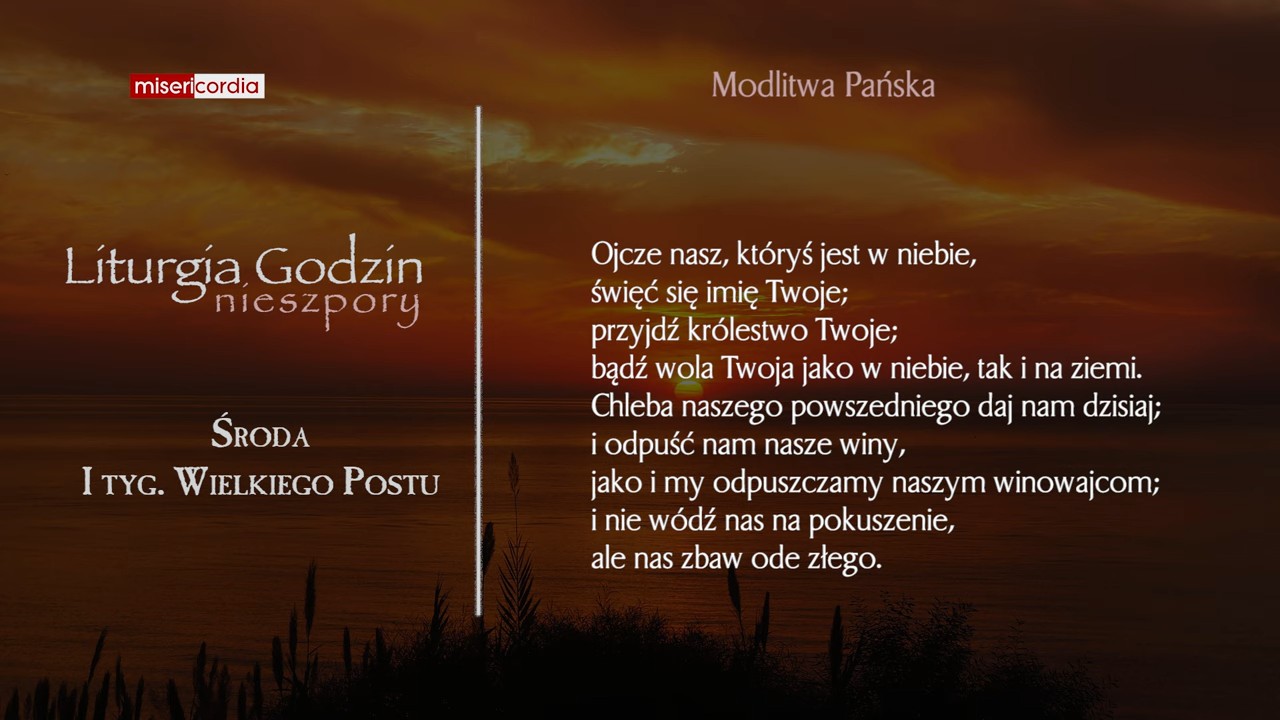 misericordia
Liturgia Godzin
nieszpory
Środa
I tyg. Wielkiego Postu
Modlitwa Pańska
Ojcze nasz, któryś jest w niebie,
święć się imię Twoje;
przyjdź królestwo Twoje;
bądź wola Twoja jako w niebie, tak i na ziemi.
Chleba naszego powszedniego daj nam dzisiaj;
i odpuść nam nasze winy,
jako i my odpuszczamy naszym winowajcom;
i nie wódź nas na pokuszenie,
ale nas zbaw ode złego.